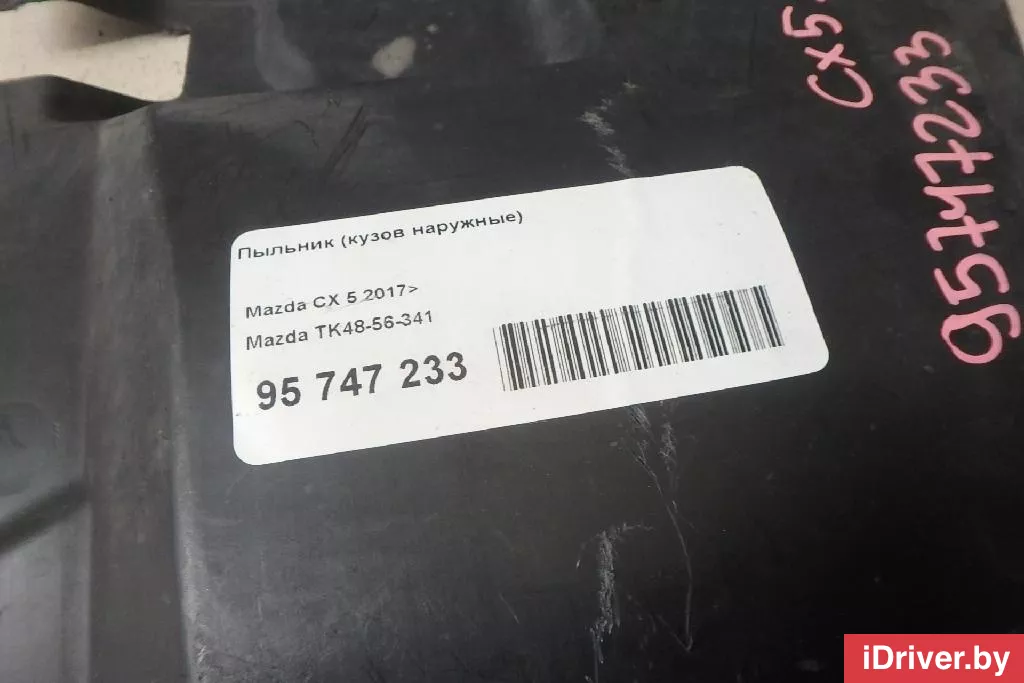 Пыльник (кузов наружные)
Mazda CX 5 2017>
Mazda TK48-56-341
95 747 233
CX5
95747233
iDriver.by